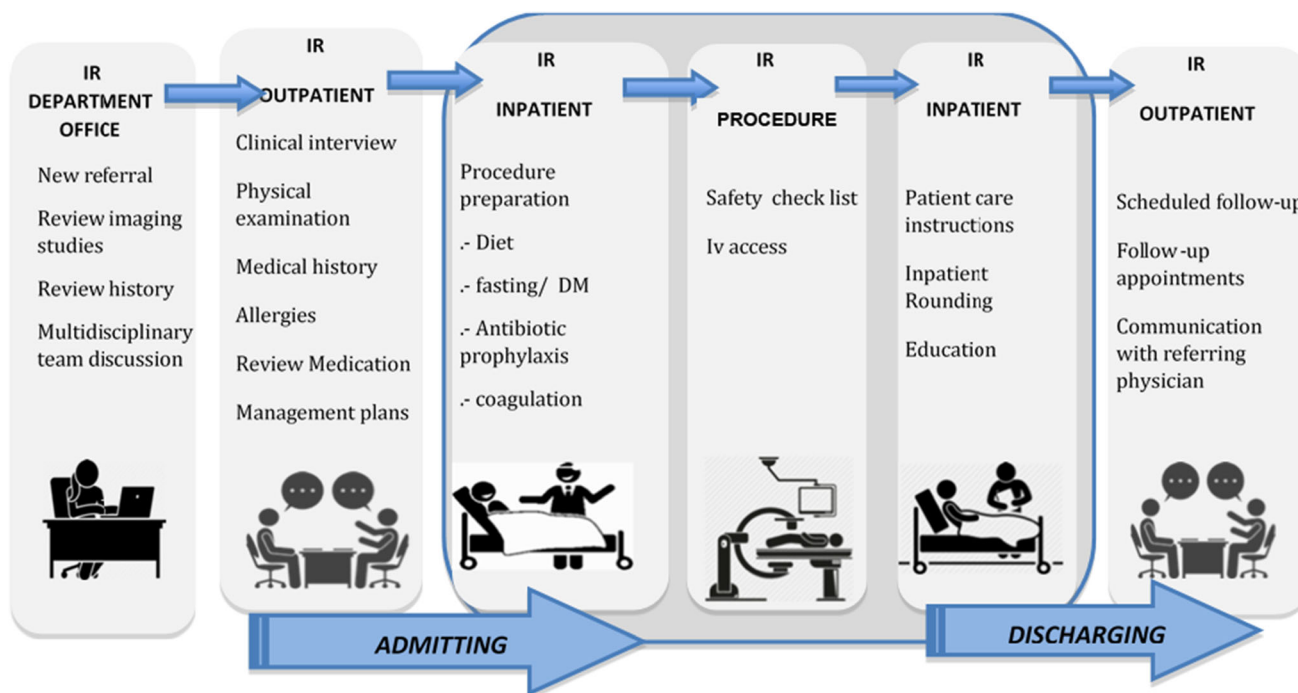 IR
DEPARTMENT
OFFICE
New referral
Review imaging
studies
Review history
Multidisciplinary
team discussion
IR
OUTPATIENT
Clinical interview
Physical
examination
Medical history
Allergies
Review Medication
Management plans
IR
INPATIENT
Procedure
preparation
.- Diet
.- fasting/ DM
.- Antibiotic
prophylaxis
.- coagulation
IR
PROCEDURE
Safety check list
Iv access
IR
INPATIENT
Patient care
instructions
Inpatient
Rounding
Education
IR
OUTPATIENT
Scheduled follow-up
Follow-up
appointments
Communication
with referring
physician
ADMITTING
DISCHARGING